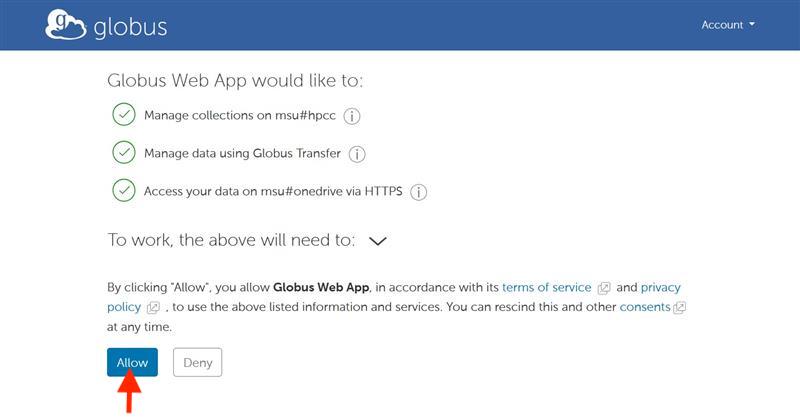 globus
Account
Globus Web App would like to:
Manage collections on msu#hpcc
Manage data using Globus Transfer
Access your data on msu#onedrive via HTTPS
To work, the above will need to:
By clicking "Allow", you allow Globus Web App, in accordance with its terms of service and privacy
policy , to use the above listed information and services. You can rescind this and other consents
at any time.
Allow Deny